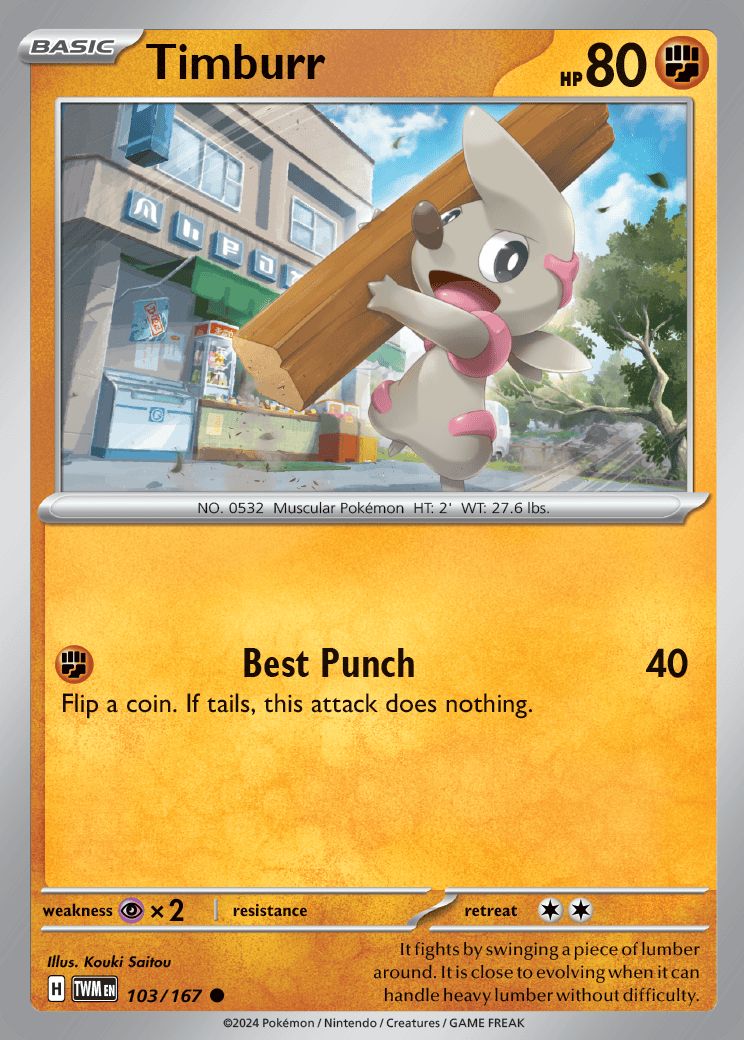 BASIC
Timburr
HP 80
NO. 0532 Muscular Pokémon HT: 2' WT: 27.6 lbs.
Best Punch 40
Flip a coin. If tails, this attack does nothing.
weakness ×2 resistance retreat
Illus. Kouki Saitou
H TWM EN 103/167
It fights by swinging a piece of lumber
around. It is close to evolving when it can
handle heavy lumber without difficulty.
©2024 Pokémon / Nintendo / Creatures / GAME FREAK